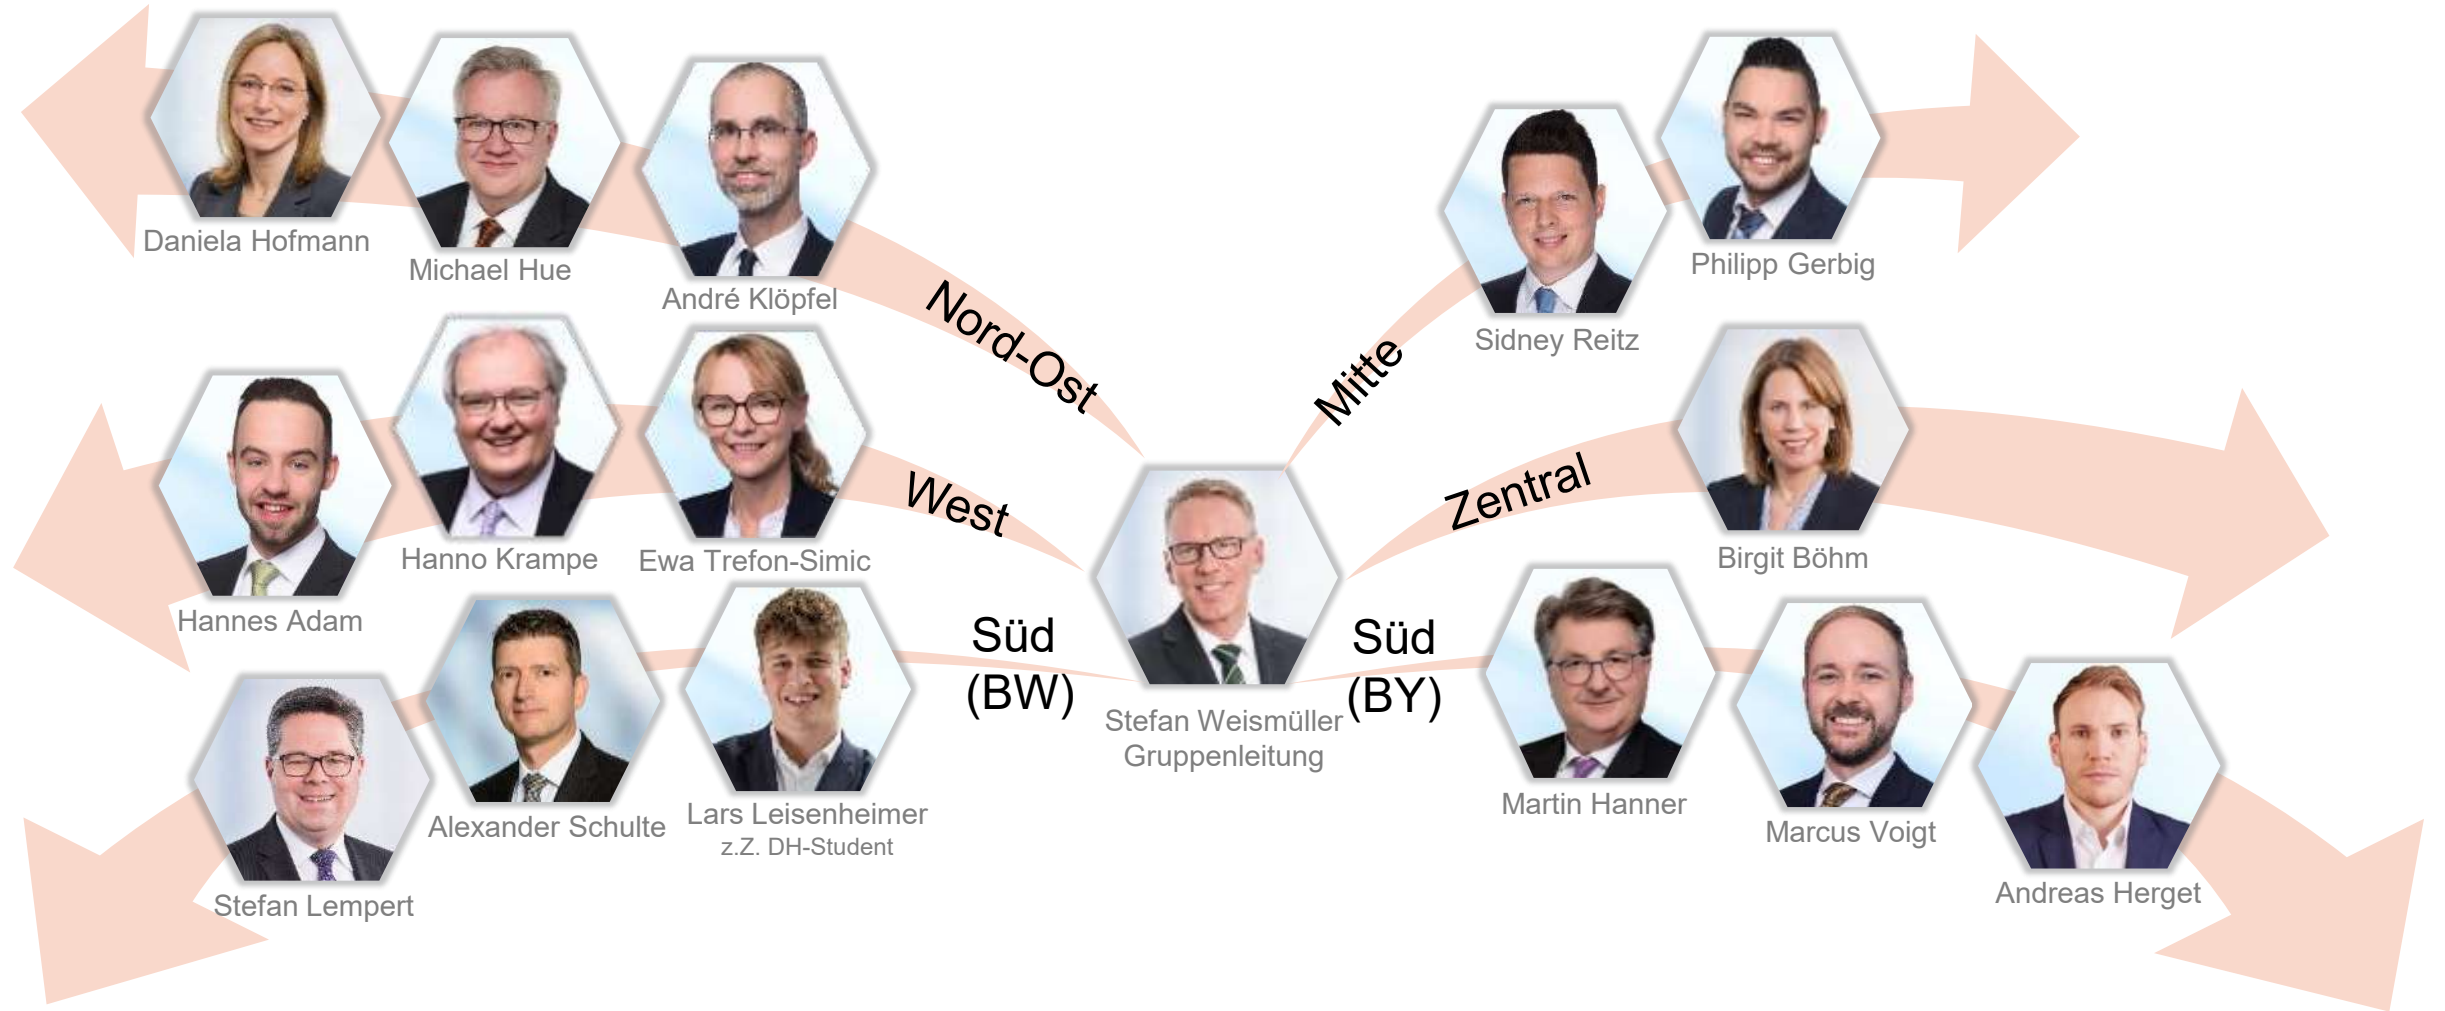 Daniela Hofmann
Michael Hue
André Klöpfel
Nord-Ost
Mitte
Sidney Reitz
Philipp Gerbig
Hannes Adam
Hanno Krampe
Ewa Trefon-Simic
West
Zentral
Birgit Böhm
Stefan Lempert
Alexander Schulte
Lars Leisenheimer
z.Z. DH-Student
Süd
(BW)
Stefan Weismüller
Gruppenleitung
Süd
(BY)
Martin Hanner
Marcus Voigt
Andreas Herget